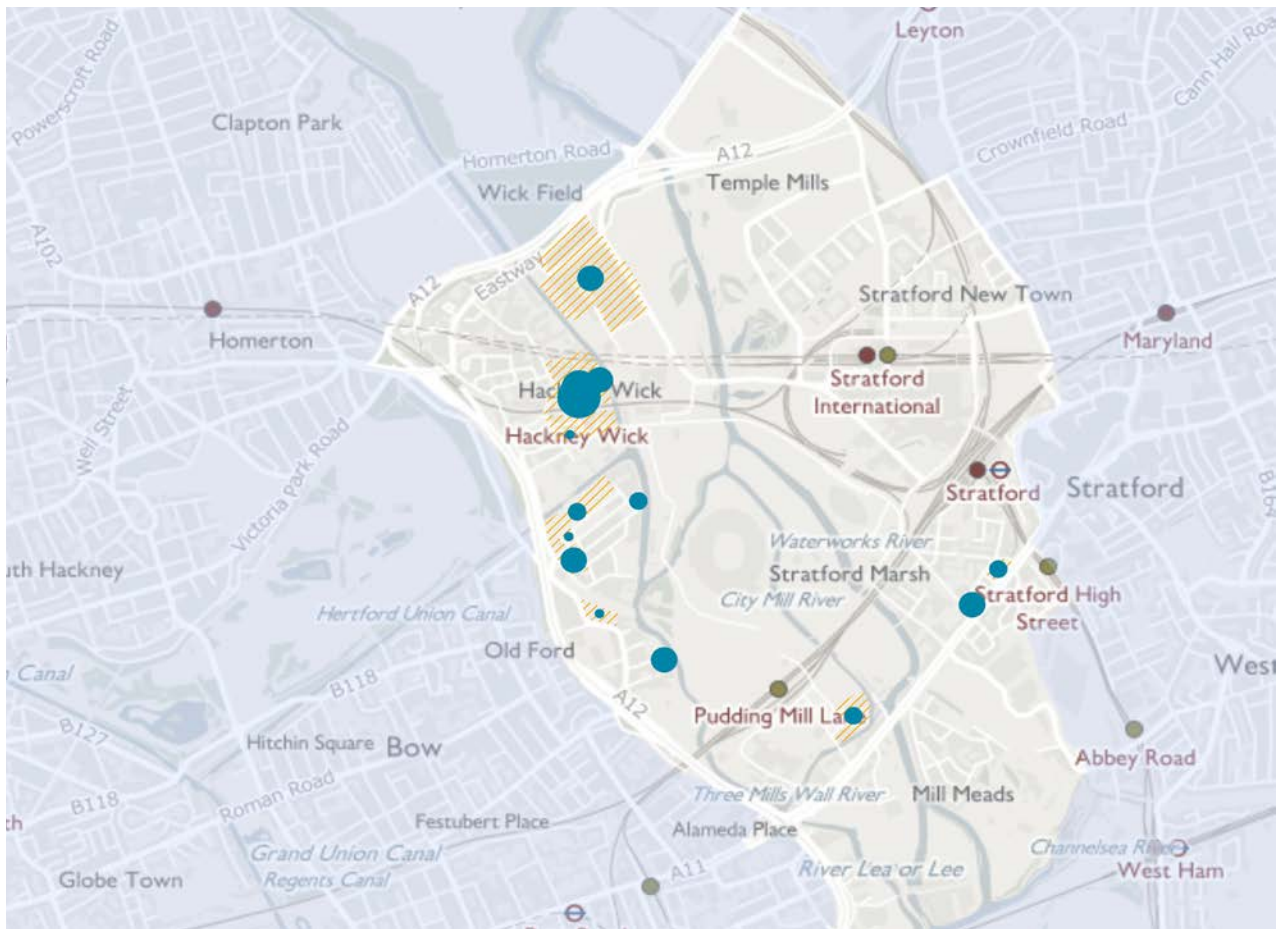 Leyton
Powerscroft Road
Cann Hall Road
Clapton Park
Crownfield Road
Homerton Road
A12
Wick Field
Temple Mills
A102
Eastway
A12
Stratford New Town
Homerton
Maryland
Stratford
International
Hackney Wick
Well Street
Hackney Wick
Victoria Park Road
Stratford
Stratford
B164
Waterworks River
Stratford Marsh
City Mill River
Stratford High
Street
Hertford Union Canal
Old Ford
West
Canal
B118
A12
Pudding Mill Lane
B127
Hitchin Square
Bow
Abbey Road
B118
Roman Road
Three Mills Wall River
Mill Meads
Festubert Place
Alameda Place
Grand Union Canal
Regents Canal
Channelsea River
Globe Town
A11
River Lea or Lee
West Ham